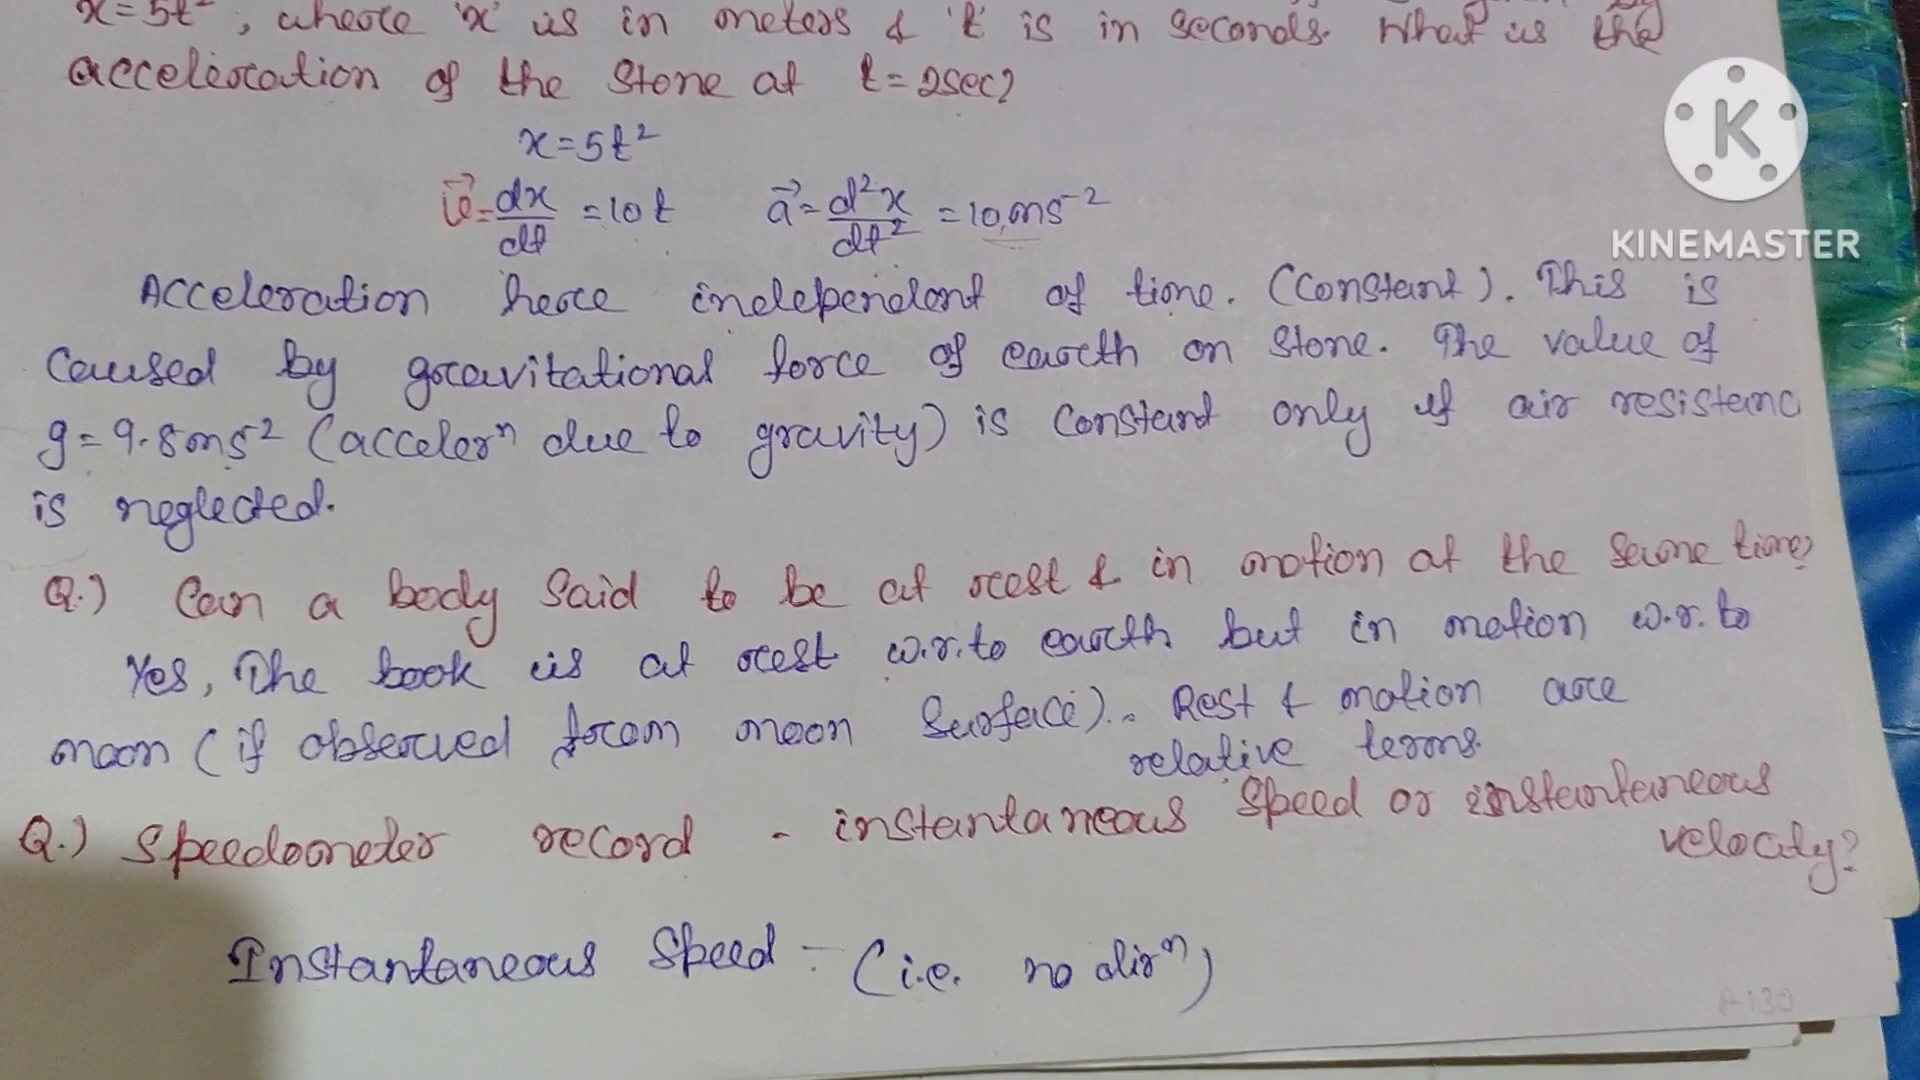 x = 5t², where 'x' is in meters & 't' is in seconds. What is the
acceleration of the stone at t = 2sec?
x = 5t²
v⃗ = dx/dt = 10t a⃗ = d²x/dt² = 10 ms⁻²
Acceleration here independent of time. (Constant). This is
caused by gravitational force of earth on stone. The value of
g = 9.8ms² (accelerⁿ due to gravity) is constant only if air resistanc
is neglected.
Q.) Can a body said to be at rest & in motion at the same time?
Yes, The book is at rest w.r.to earth but in motion w.r.to
moon (if observed from moon surface). Rest & motion are
relative terms.
Q.) Speedometer record - instantaneous speed or instantaneous
velocity?
Instantaneous speed - (i.e. no dirⁿ)
KINEMASTER